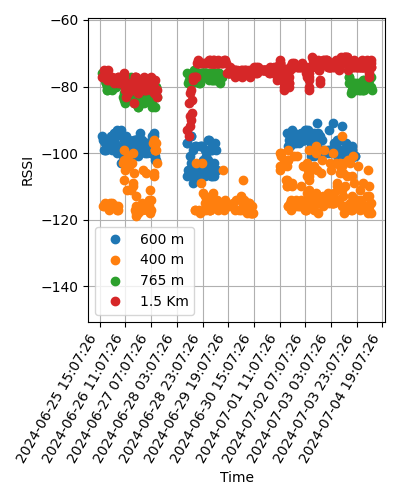 −60
−80
−100
−120
−140
RSSI
600 m
400 m
765 m
1.5 Km
2024-06-25 15:07:26
2024-06-26 11:07:26
2024-06-27 07:07:26
2024-06-28 03:07:26
2024-06-28 23:07:26
2024-06-29 19:07:26
2024-06-30 15:07:26
2024-07-01 11:07:26
2024-07-02 07:07:26
2024-07-03 03:07:26
2024-07-03 23:07:26
2024-07-04 19:07:26
Time